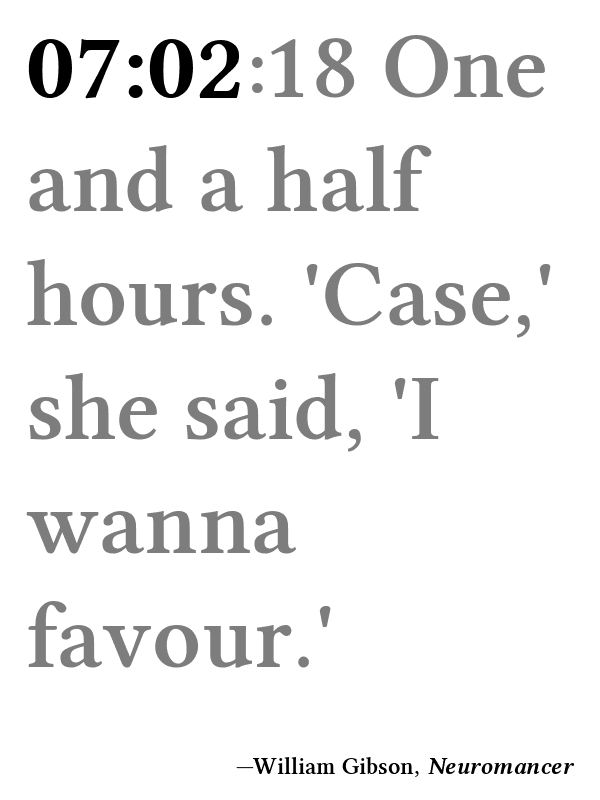 07:02:18 One
and a half
hours. 'Case,'
she said, 'I
wanna
favour.'
—William Gibson, Neuromancer